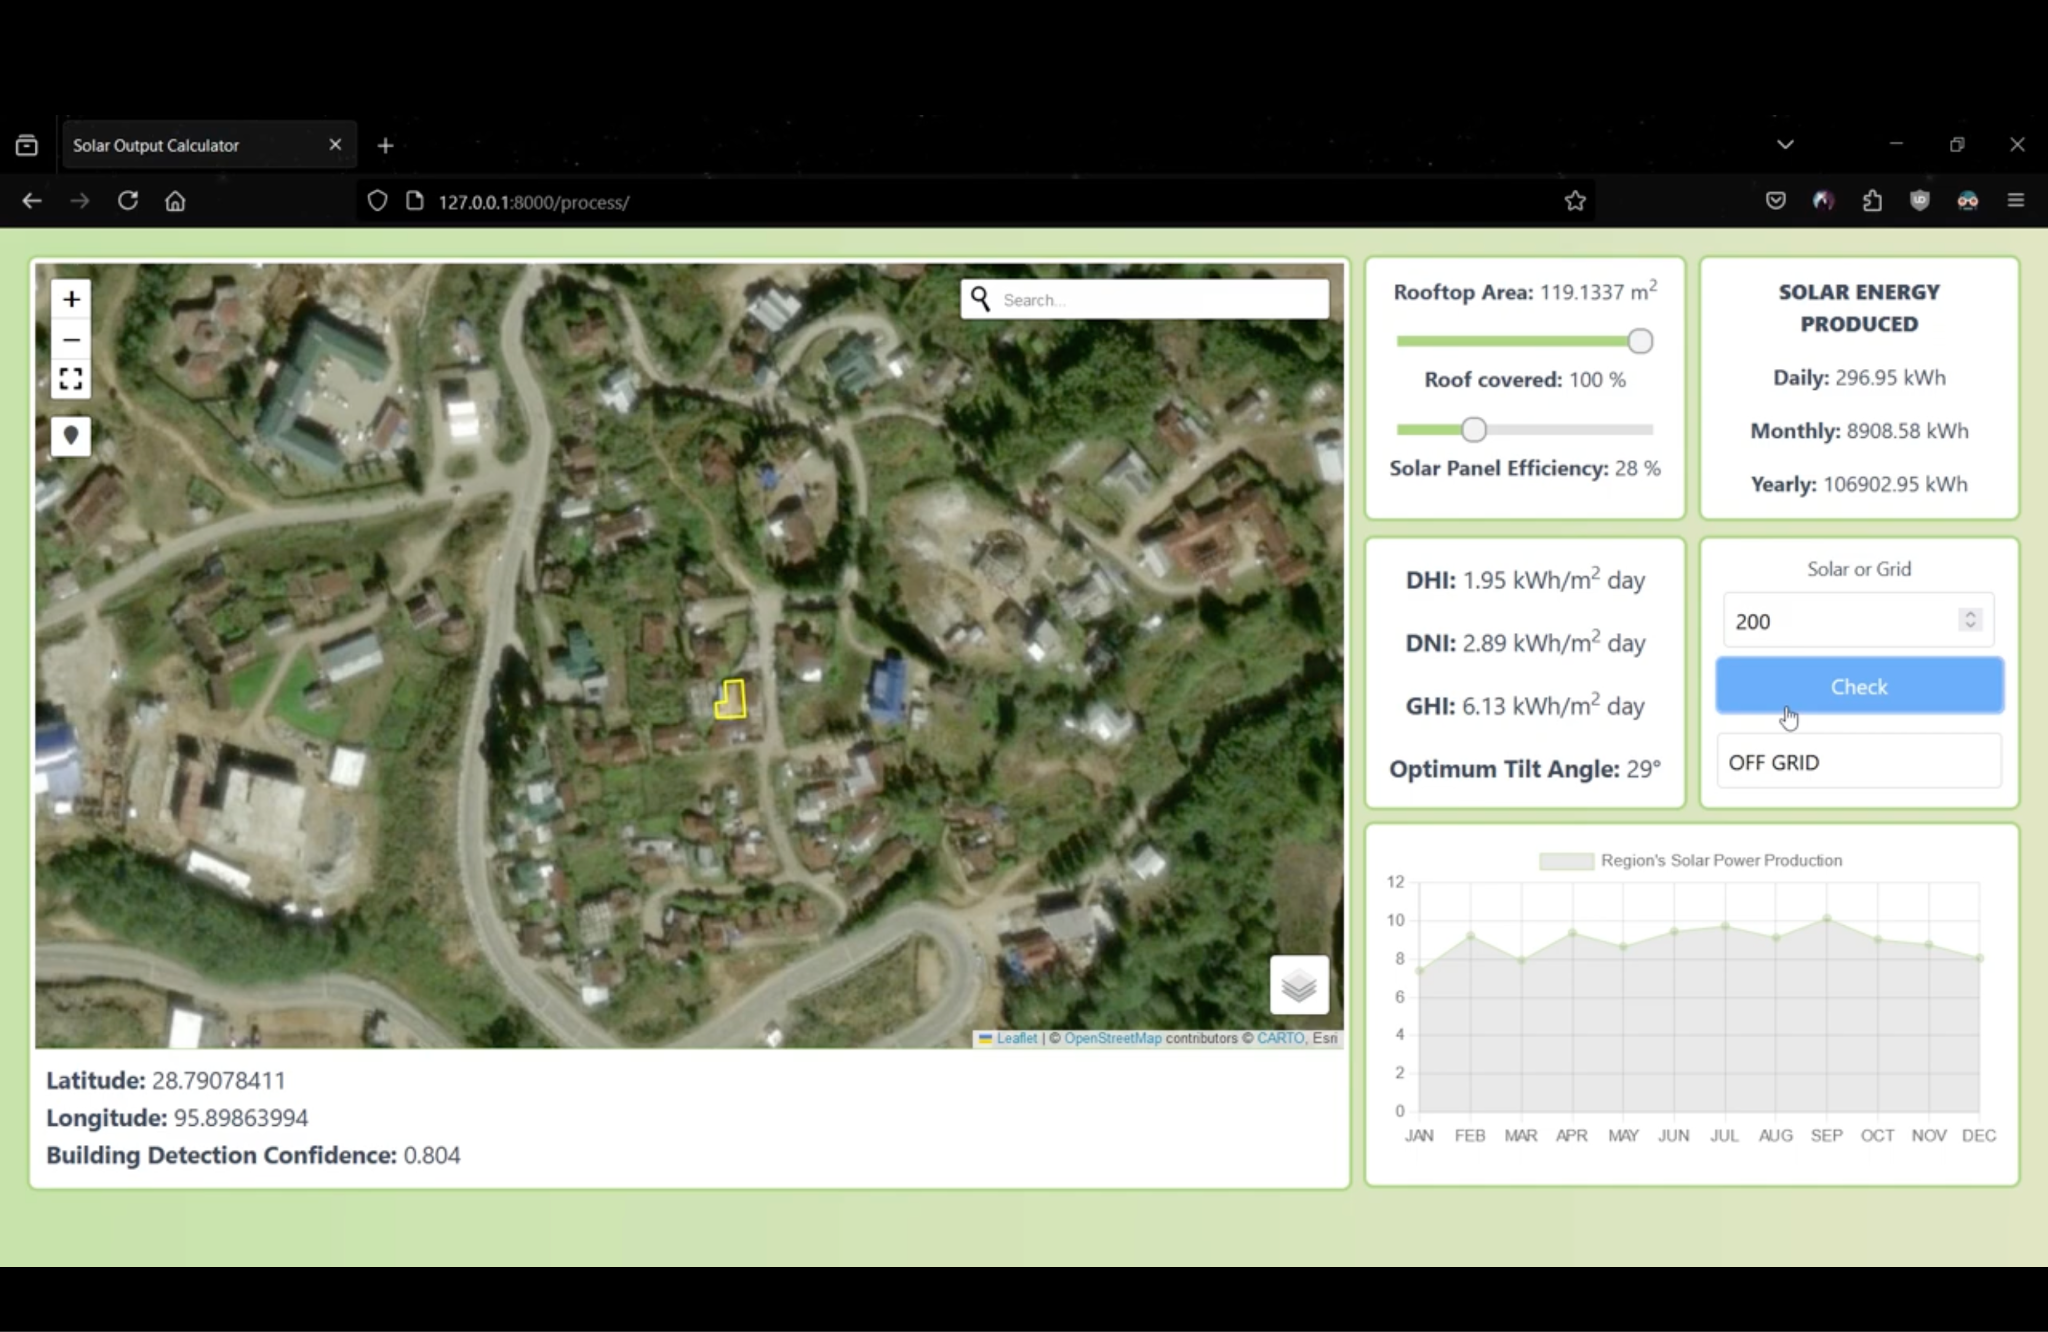 Solar Output Calculator
127.0.0.1:8000/process/
Search...
Leaflet | © OpenStreetMap contributors © CARTO, Esri
Latitude: 28.79078411
Longitude: 95.89863994
Building Detection Confidence: 0.804
Rooftop Area: 119.1337 m²
Roof covered: 100 %
Solar Panel Efficiency: 28 %
SOLAR ENERGY
PRODUCED
Daily: 296.95 kWh
Monthly: 8908.58 kWh
Yearly: 106902.95 kWh
DHI: 1.95 kWh/m² day
DNI: 2.89 kWh/m² day
GHI: 6.13 kWh/m² day
Optimum Tilt Angle: 29°
Solar or Grid
200
Check
OFF GRID
Region's Solar Power Production
12
10
8
6
4
2
0
JAN FEB MAR APR MAY JUN JUL AUG SEP OCT NOV DEC